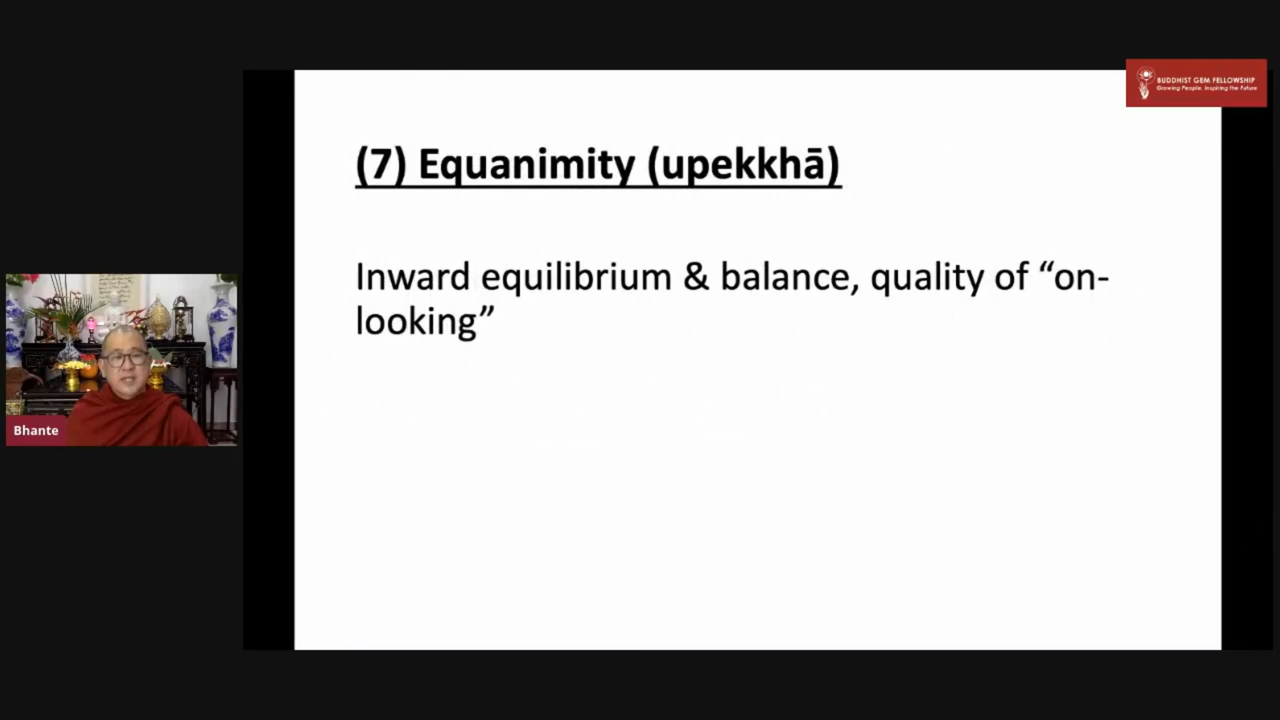 BUDDHIST GEM FELLOWSHIP
Growing People, Inspiring the Future
(7) Equanimity (upekkhā)
Inward equilibrium & balance, quality of “on-
looking”
Bhante